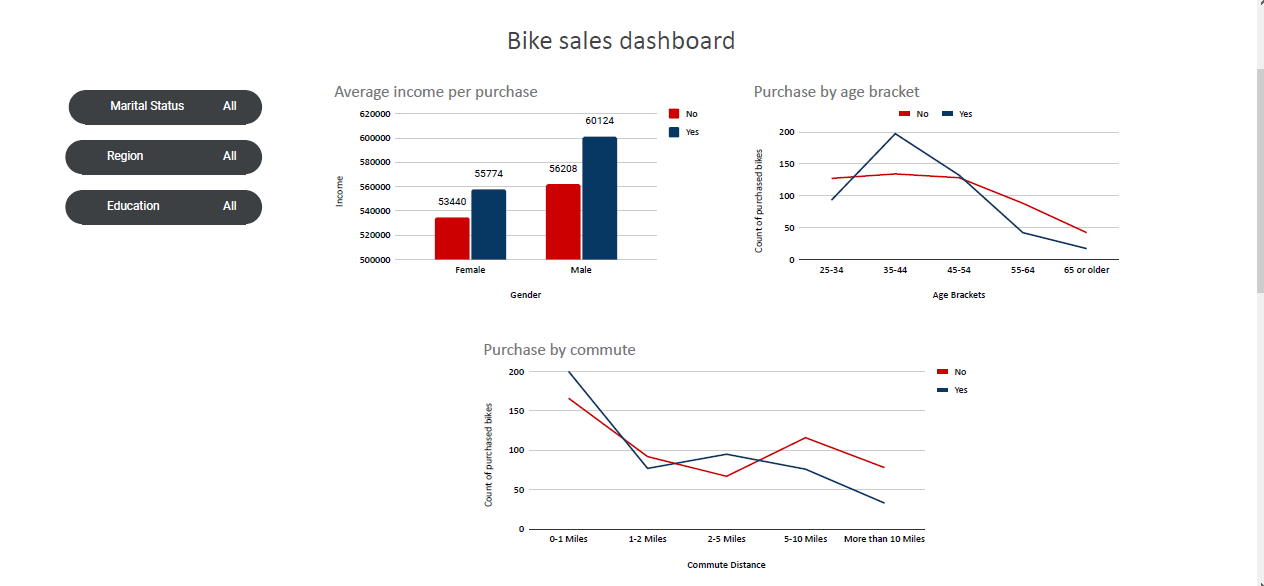 Bike sales dashboard
Marital Status All
Region All
Education All
Average income per purchase
No
Yes
620000
600000
580000
560000
540000
520000
500000
Income
53440
55774
56208
60124
Female
Male
Gender
Purchase by age bracket
No
Yes
200
150
100
50
0
Count of purchased bikes
25-34
35-44
45-54
55-64
65 or older
Age Brackets
Purchase by commute
No
Yes
200
150
100
50
0
Count of purchased bikes
0-1 Miles
1-2 Miles
2-5 Miles
5-10 Miles
More than 10 Miles
Commute Distance